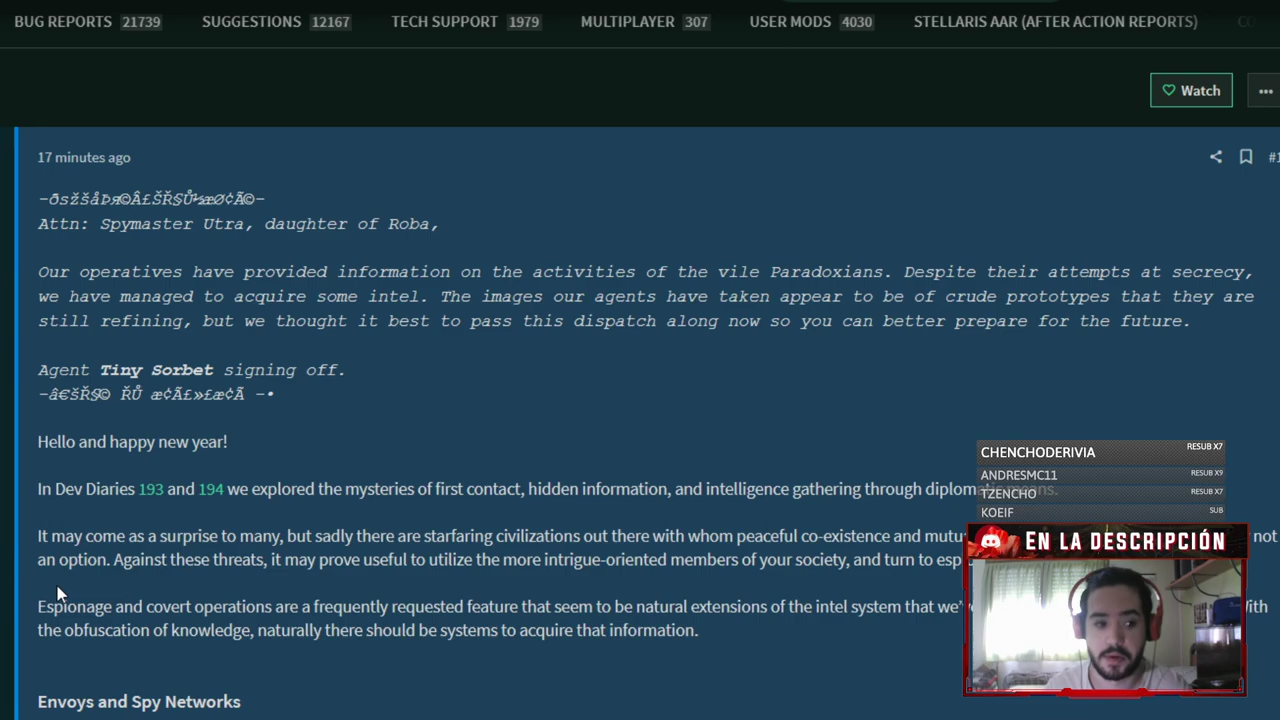 BUG REPORTS 21739 SUGGESTIONS 12167 TECH SUPPORT 1979 MULTIPLAYER 307 USER MODS 4030 STELLARIS AAR (AFTER ACTION REPORTS)
Watch
17 minutes ago
Attn: Spymaster Utra, daughter of Roba,
Our operatives have provided information on the activities of the vile Paradoxians. Despite their attempts at secrecy,
we have managed to acquire some intel. The images our agents have taken appear to be of crude prototypes that they are
still refining, but we thought it best to pass this dispatch along now so you can better prepare for the future.
Agent Tiny Sorbet signing off.
Hello and happy new year!
In Dev Diaries 193 and 194 we explored the mysteries of first contact, hidden information, and intelligence gathering through means.
It may come as a surprise to many, but sadly there are starfaring civilizations out there with whom peaceful co-existence and not
an option. Against these threats, it may prove useful to utilize the more intrigue-oriented members of your society, and turn to
Espionage and covert operations are a frequently requested feature that seem to be natural extensions of the intel system that With
the obfuscation of knowledge, naturally there should be systems to acquire that information.
Envoys and Spy Networks
CHENCHODERIVIA RESUB X7
ANDRESMC11 RESUB X9
TZENCHO RESUB X7
KOEIF SUB
EN LA DESCRIPCIÓN